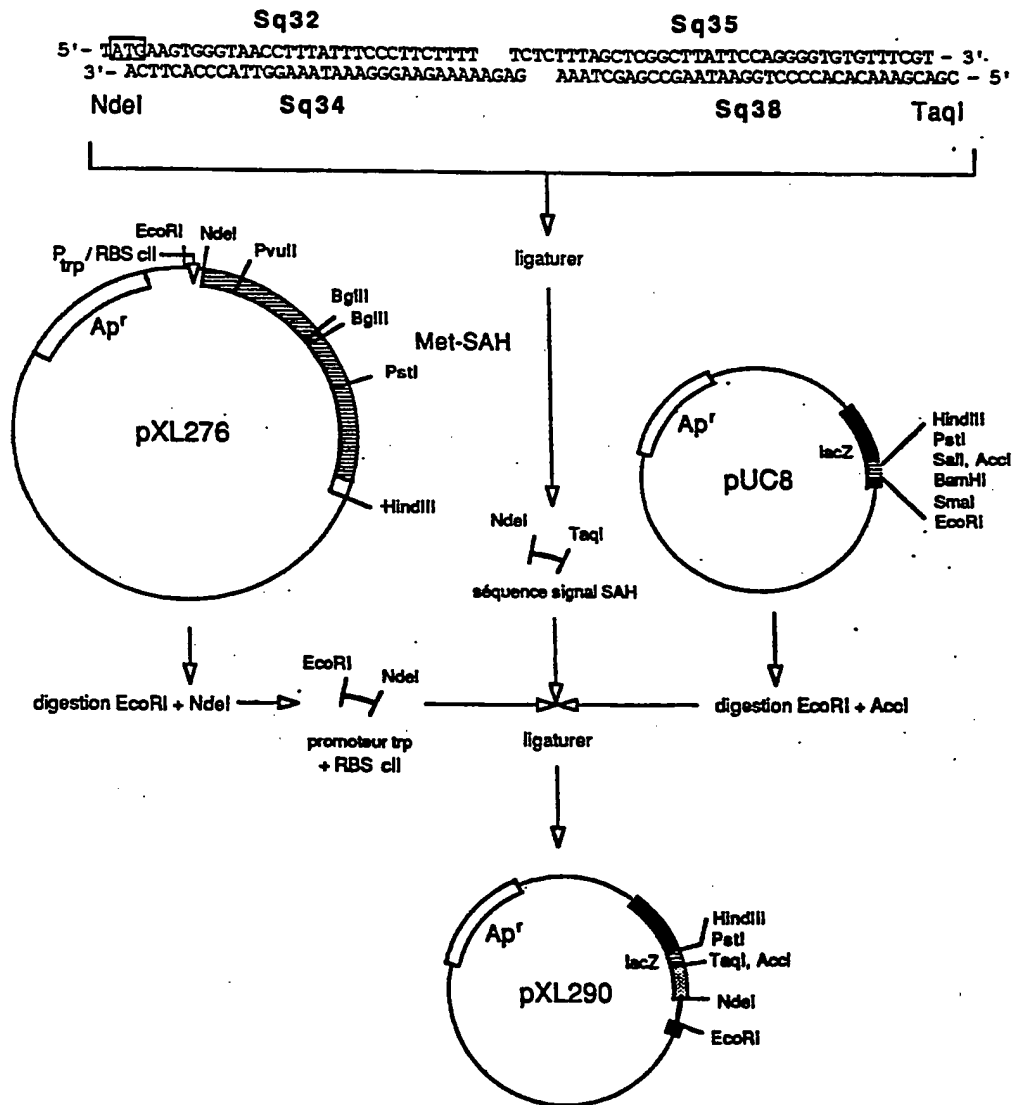 Sq32 Sq35
5'- TATGAAGTGGGTAACCTTTATTTCCCTTCTTTT TCTCTTTAGCTCGGCTTATTCCAGGGGTGTGTTTCGT - 3'.
3'- ACTTCACCCATTGGAAATAAAGGGAAGAAAAAGAG AAATCGAGCCGAATAAGGTCCCCACACAAAGCAGC - 5'
NdeI Sq34 Sq38 TaqI
ligaturer
EcoRI
NdeI
Ptrp / RBS cII
PvuII
BglII
BglII
PstI
HindIII
Apr
pXL276
Met-SAH
Apr
lacZ
pUC8
HindIII
PstI
SalI, AccI
BamHI
SmaI
EcoRI
NdeI
TaqI
séquence signal SAH
digestion EcoRI + NdeI
EcoRI
NdeI
promoteur trp
+ RBS cII
ligaturer
digestion EcoRI + AccI
Apr
lacZ
pXL290
HindIII
PstI
TaqI, AccI
NdeI
EcoRI